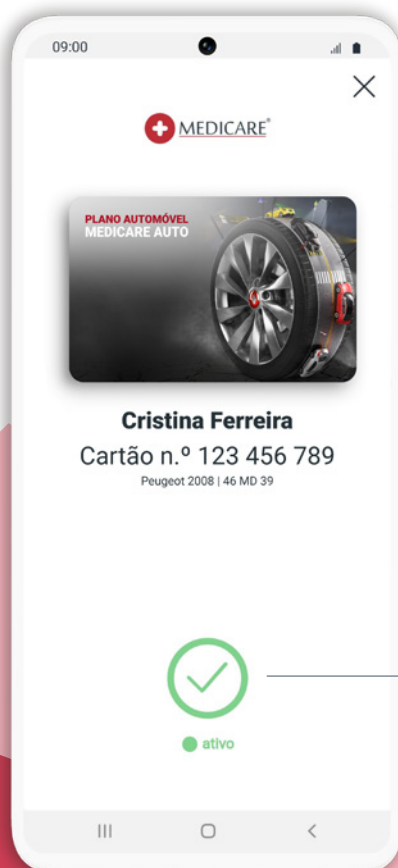 09:00
MEDICARE®
PLANO AUTOMÓVEL
MEDICARE AUTO
Cristina Ferreira
Cartão n.º 123 456 789
Peugeot 2008 | 46 MD 39
ativo